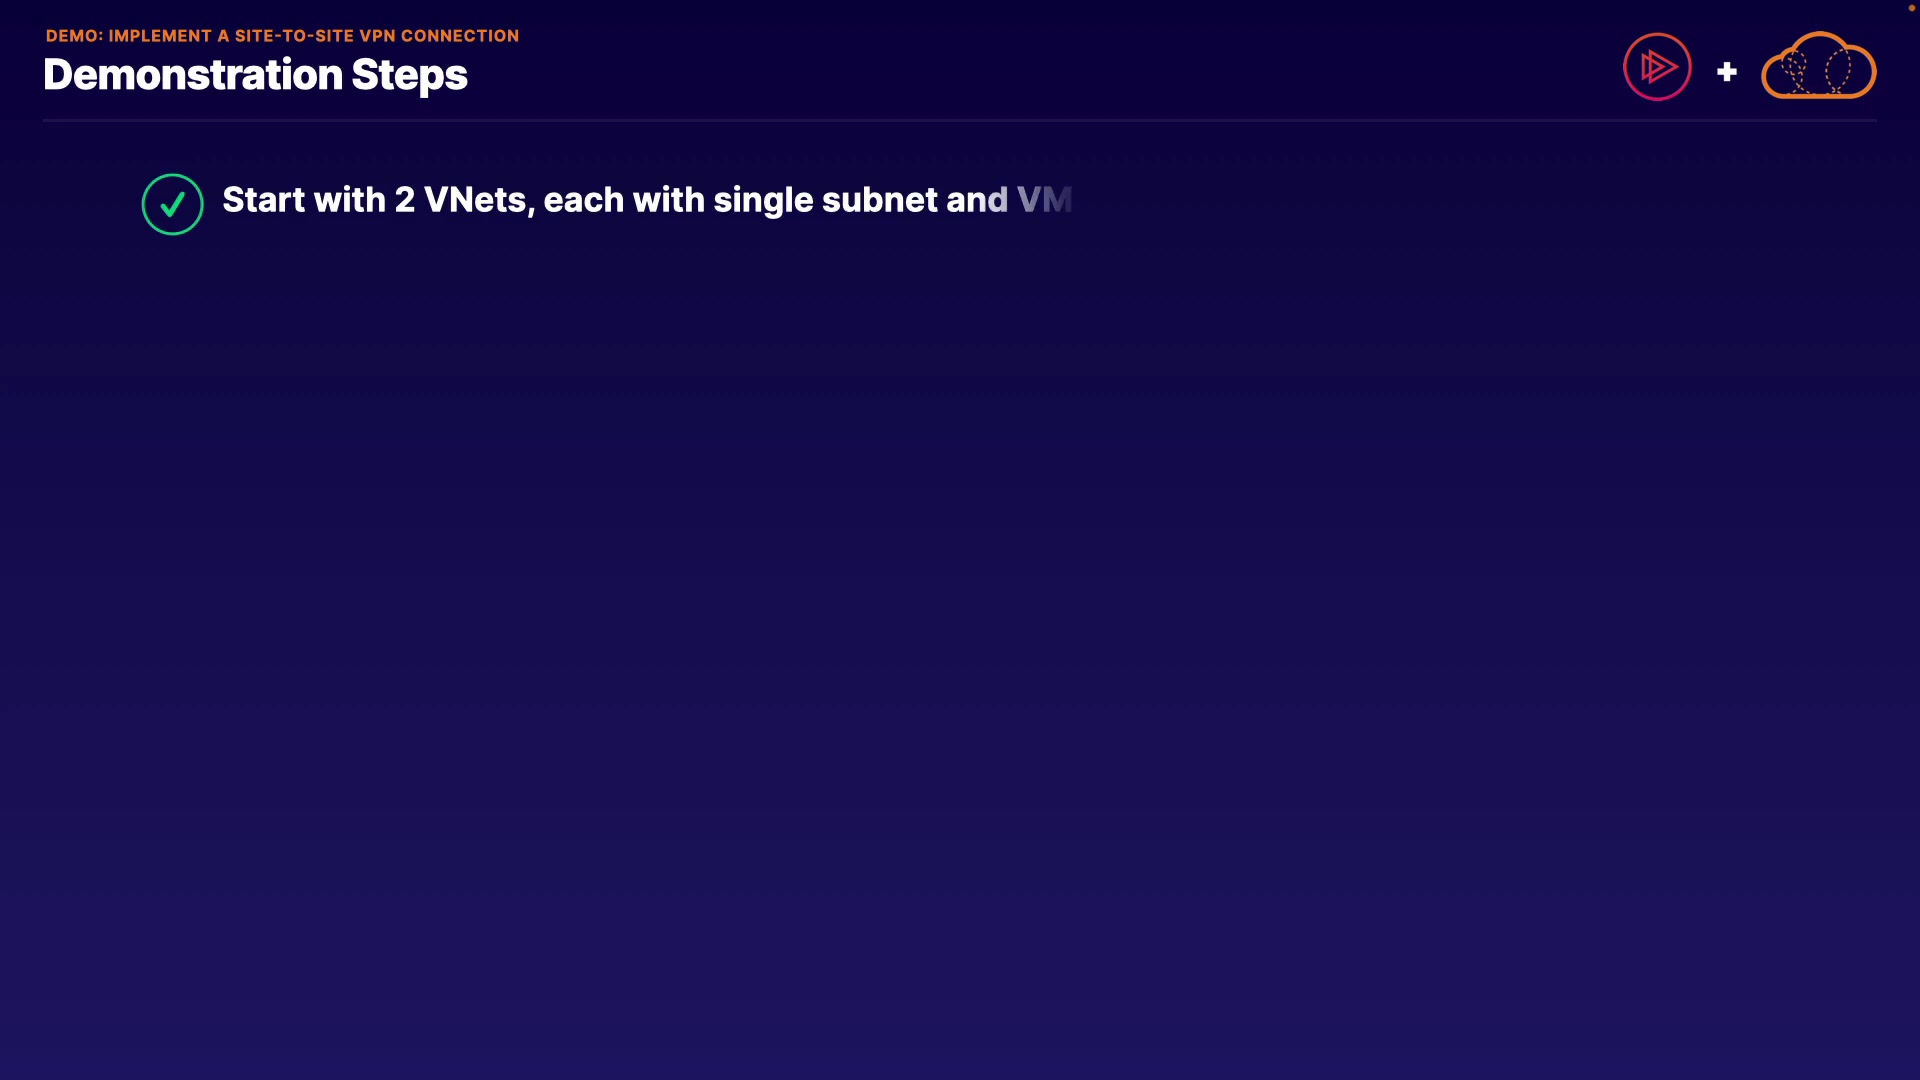 DEMO: IMPLEMENT A SITE-TO-SITE VPN CONNECTION
Demonstration Steps
Start with 2 VNets, each with single subnet and VM